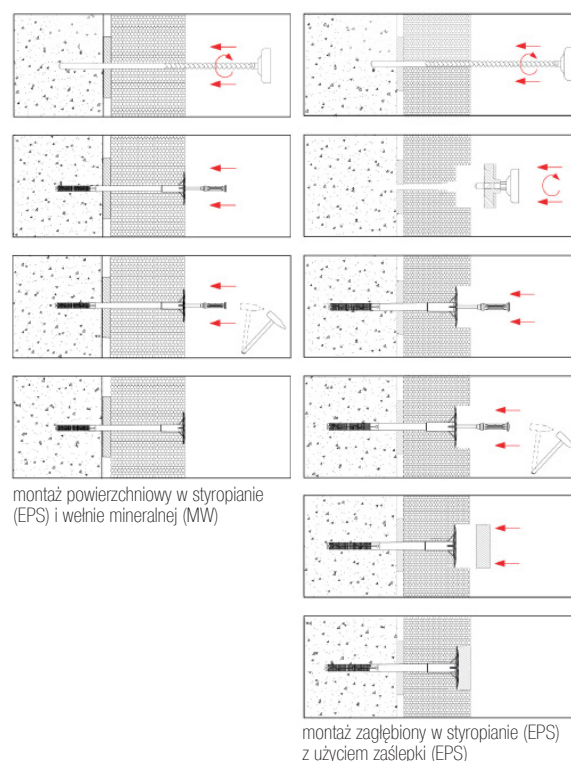 montaż powierzchniowy w styropianie
(EPS) i wełnie mineralnej (MW)
montaż zagłębiony w styropianie (EPS)
z użyciem zaślepki (EPS)